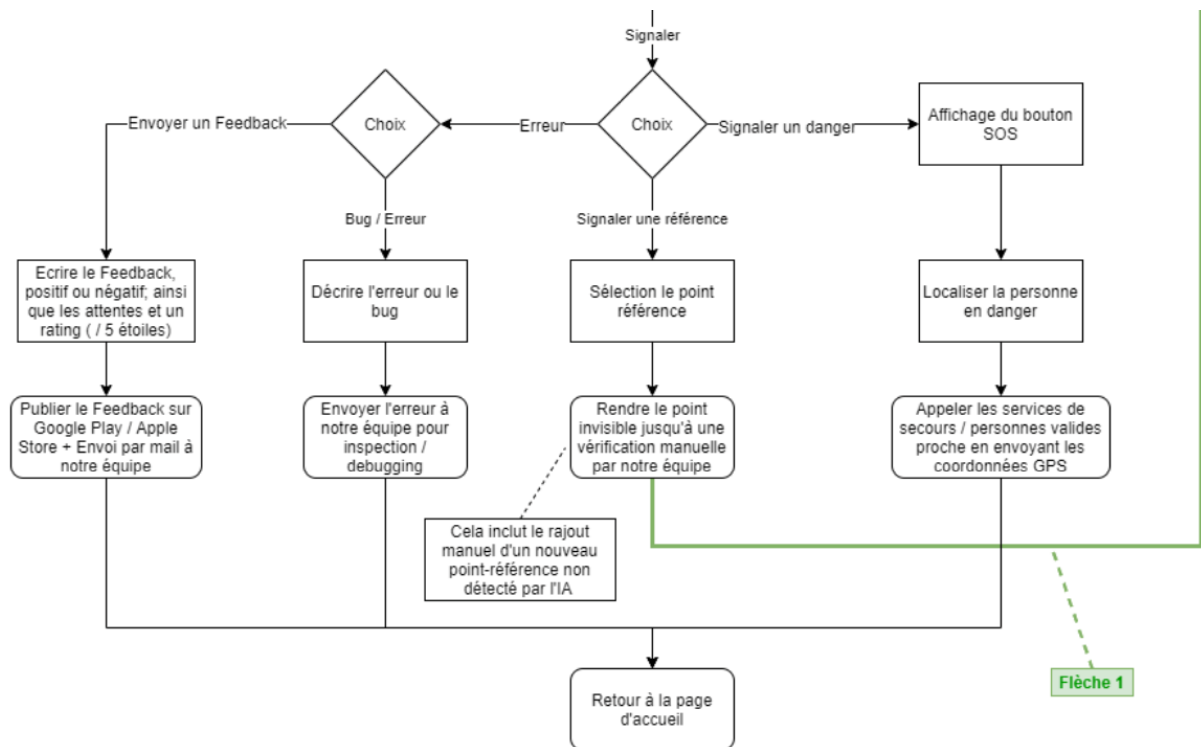 Signaler
Envoyer un Feedback
Choix
Erreur
Choix
Signaler un danger
Affichage du bouton
SOS
Bug / Erreur
Signaler une référence
Ecrire le Feedback,
positif ou négatif; ainsi
que les attentes et un
rating ( / 5 étoiles)
Décrire l'erreur ou le
bug
Sélection le point
référence
Localiser la personne
en danger
Publier le Feedback sur
Google Play / Apple
Store + Envoi par mail à
notre équipe
Envoyer l'erreur à
notre équipe pour
inspection /
debugging
Rendre le point
invisible jusqu'à une
vérification manuelle
par notre équipe
Appeler les services de
secours / personnes valides
proche en envoyant les
coordonnées GPS
Cela inclut le rajout
manuel d'un nouveau
point-référence non
détecté par l'IA
Flèche 1
Retour à la page
d'accueil